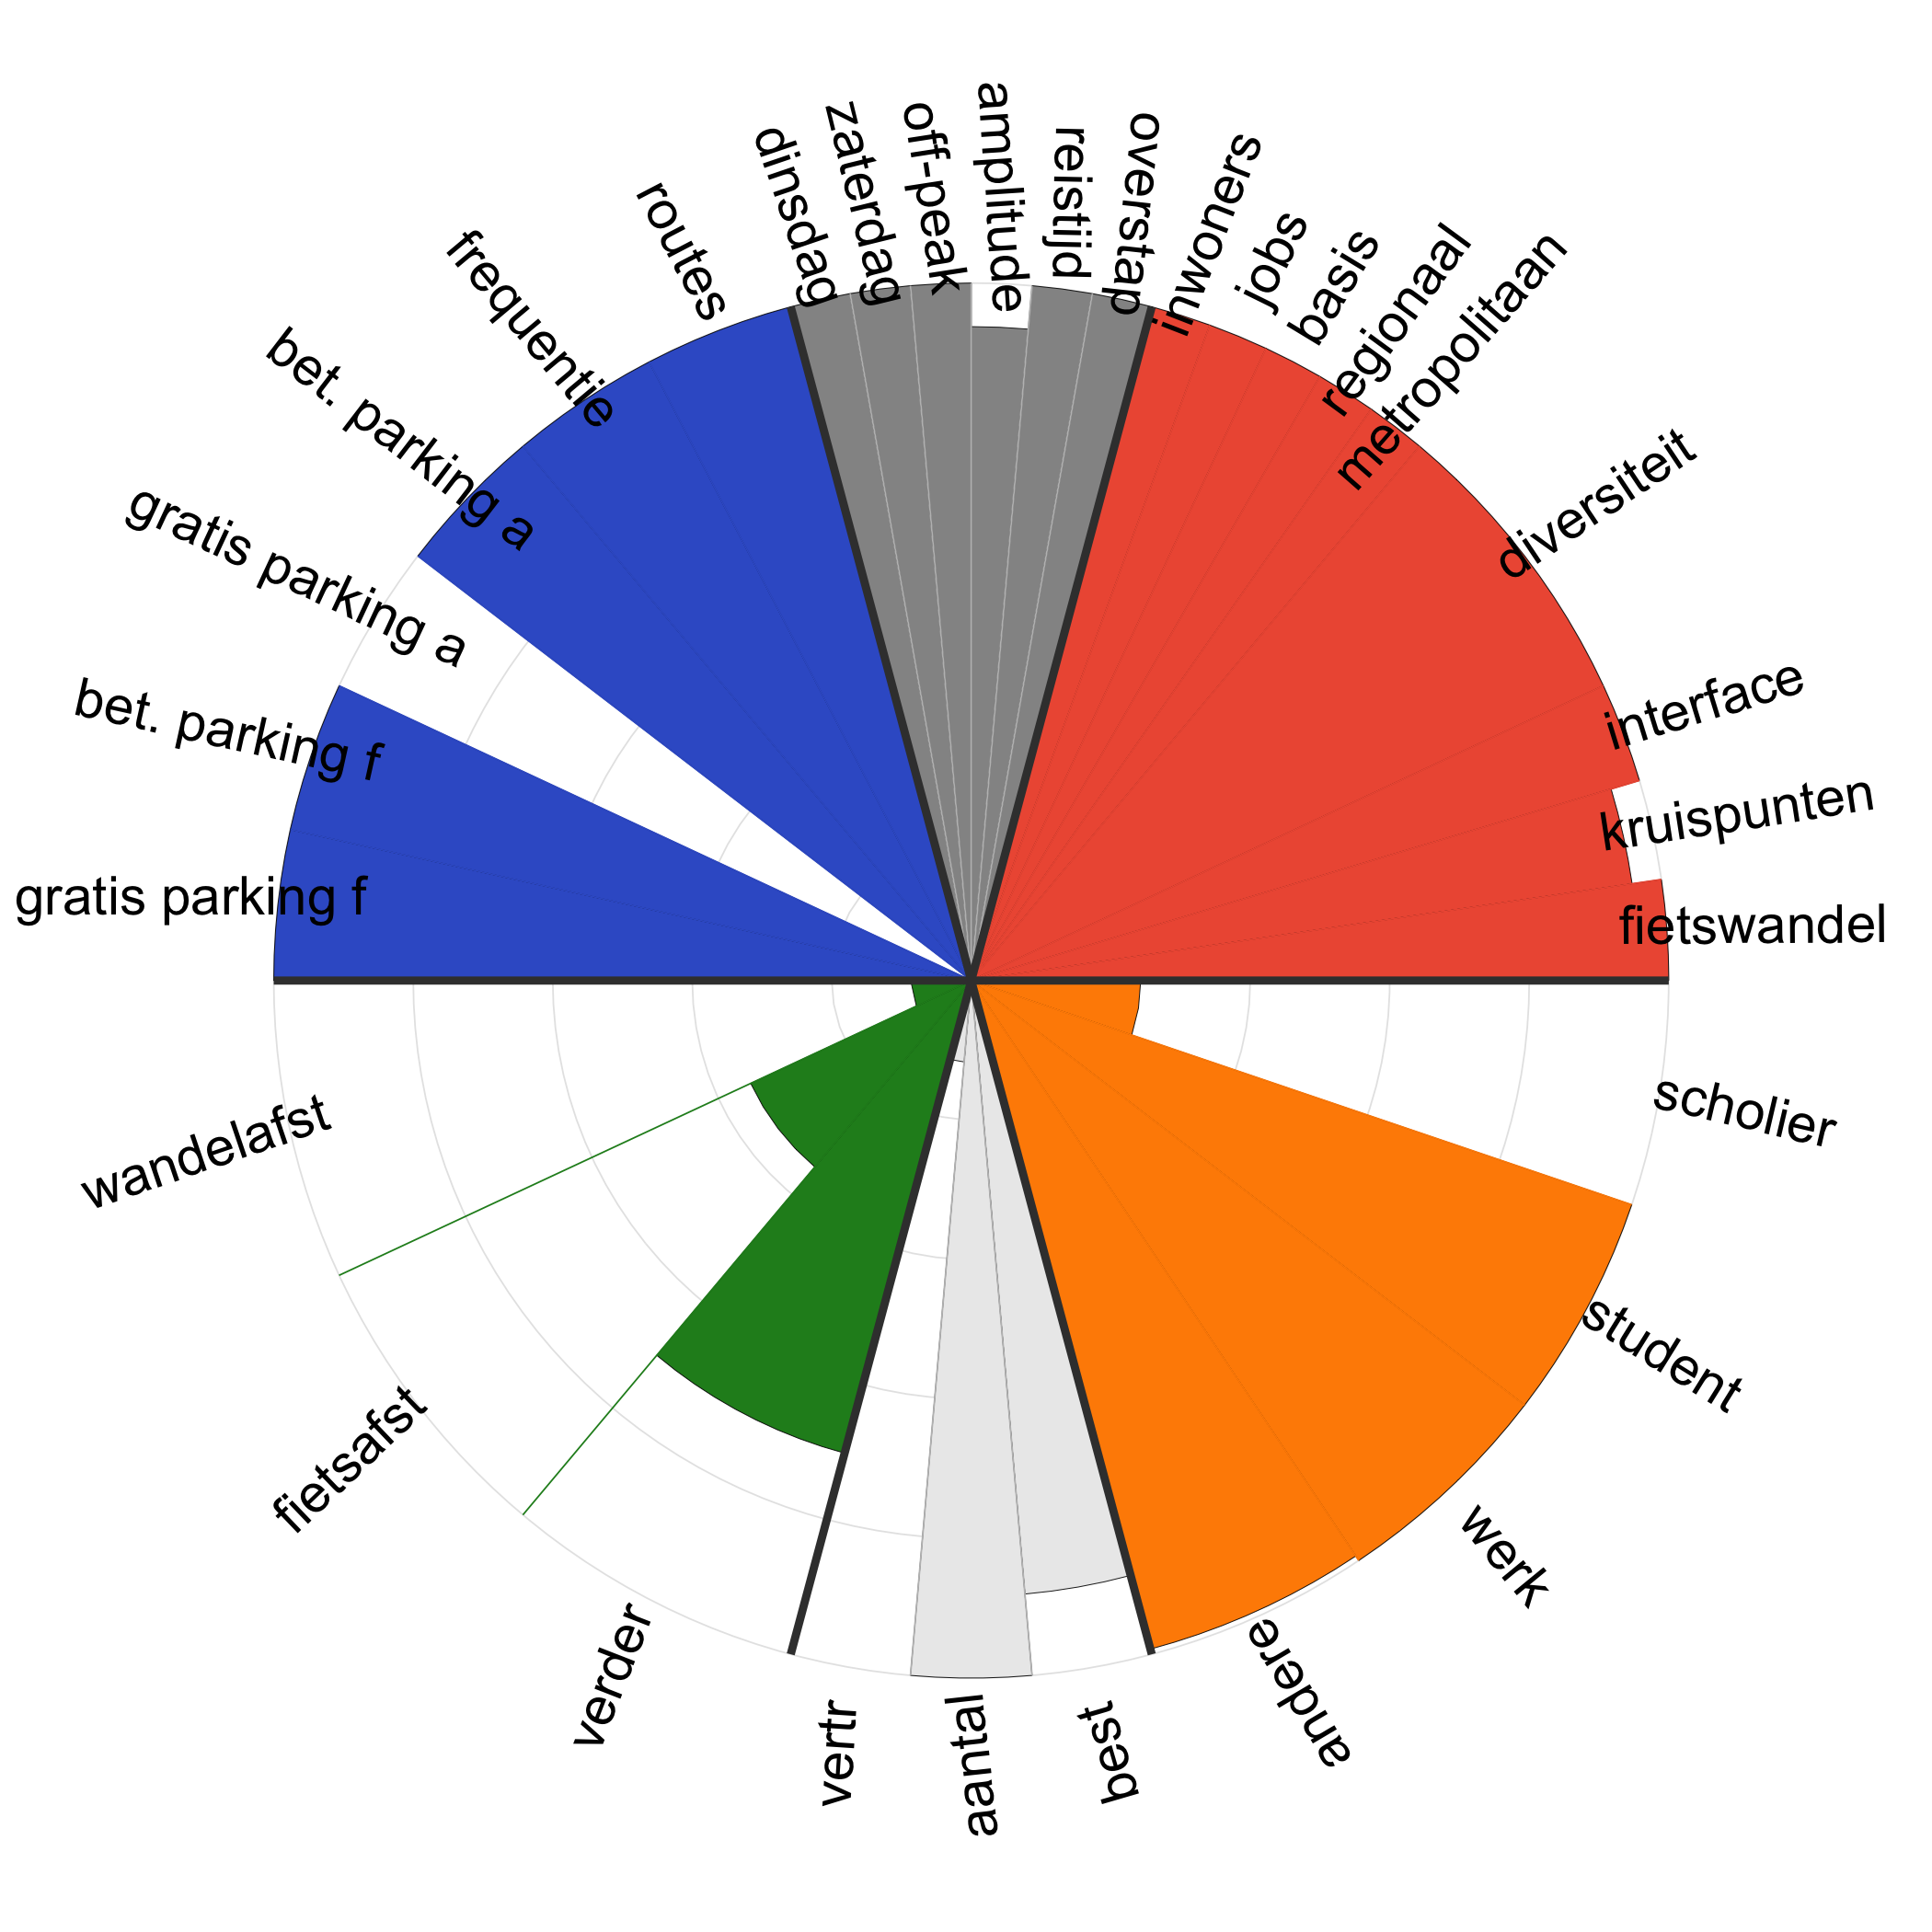 amplitude
reistijd
overstap
inwoners
jobs
basis
regionaal
metropolitaan
diversiteit
interface
kruispunten
fietswandel
scholier
student
werk
andere
best
aantal
vertr
verder
fietsafst
wandelafst
gratis parking f
bet. parking f
gratis parking a
bet. parking a
frequentie
routes
dinsdag
zaterdag
off-peak